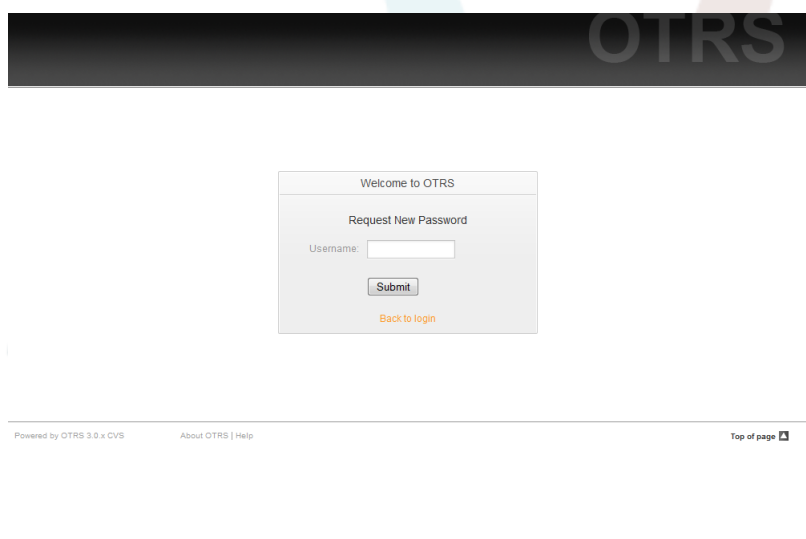 OTRS
Welcome to OTRS
Request New Password
Username:
Submit
Back to login
Powered by OTRS 3.0.x CVS
About OTRS | Help
Top of page